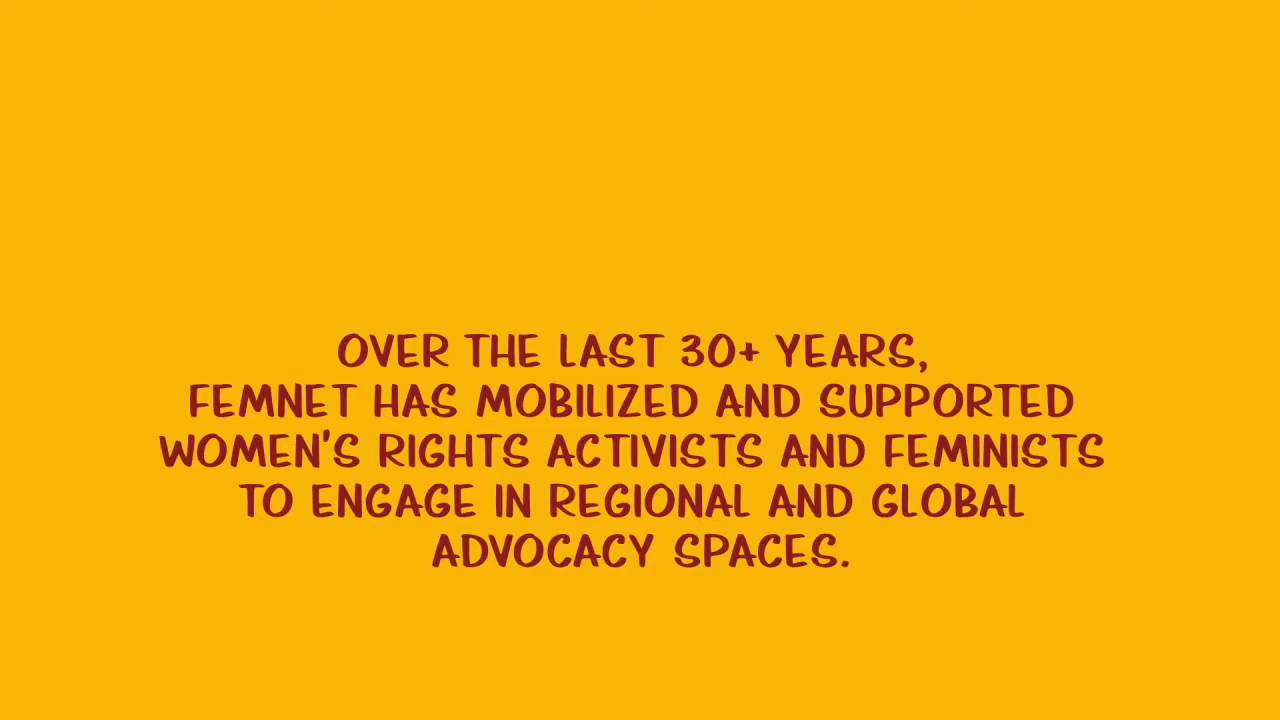 OVER THE LAST 30+ YEARS,
FEMNET HAS MOBILIZED AND SUPPORTED
WOMEN'S RIGHTS ACTIVISTS AND FEMINISTS
TO ENGAGE IN REGIONAL AND GLOBAL
ADVOCACY SPACES.